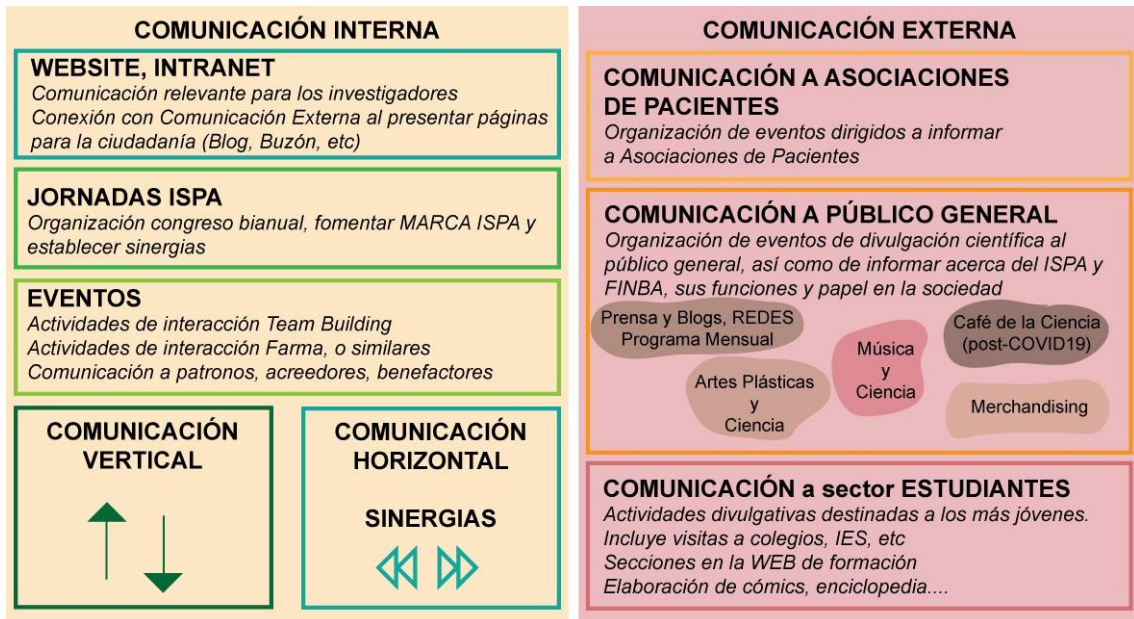 COMUNICACIÓN INTERNA
WEBSITE, INTRANET
Comunicación relevante para los investigadores
Conexión con Comunicación Externa al presentar páginas
para la ciudadanía (Blog, Buzón, etc)
JORNADAS ISPA
Organización congreso bianual, fomentar MARCA ISPA y
establecer sinergias
EVENTOS
Actividades de interacción Team Building
Actividades de interacción Farma, o similares
Comunicación a patronos, acreedores, benefactores
COMUNICACIÓN
VERTICAL
COMUNICACIÓN
HORIZONTAL
SINERGIAS
COMUNICACIÓN EXTERNA
COMUNICACIÓN A ASOCIACIONES
DE PACIENTES
Organización de eventos dirigidos a informar
a Asociaciones de Pacientes
COMUNICACIÓN A PÚBLICO GENERAL
Organización de eventos de divulgación científica al
público general, así como de informar acerca del ISPA y
FINBA, sus funciones y papel en la sociedad
Prensa y Blogs, REDES
Programa Mensual
Artes Plásticas
y
Ciencia
Música
y
Ciencia
Café de la Ciencia
(post-COVID19)
Merchandising
COMUNICACIÓN a sector ESTUDIANTES
Actividades divulgativas destinadas a los más jóvenes.
Incluye visitas a colegios, IES, etc
Secciones en la WEB de formación
Elaboración de cómics, enciclopedia....